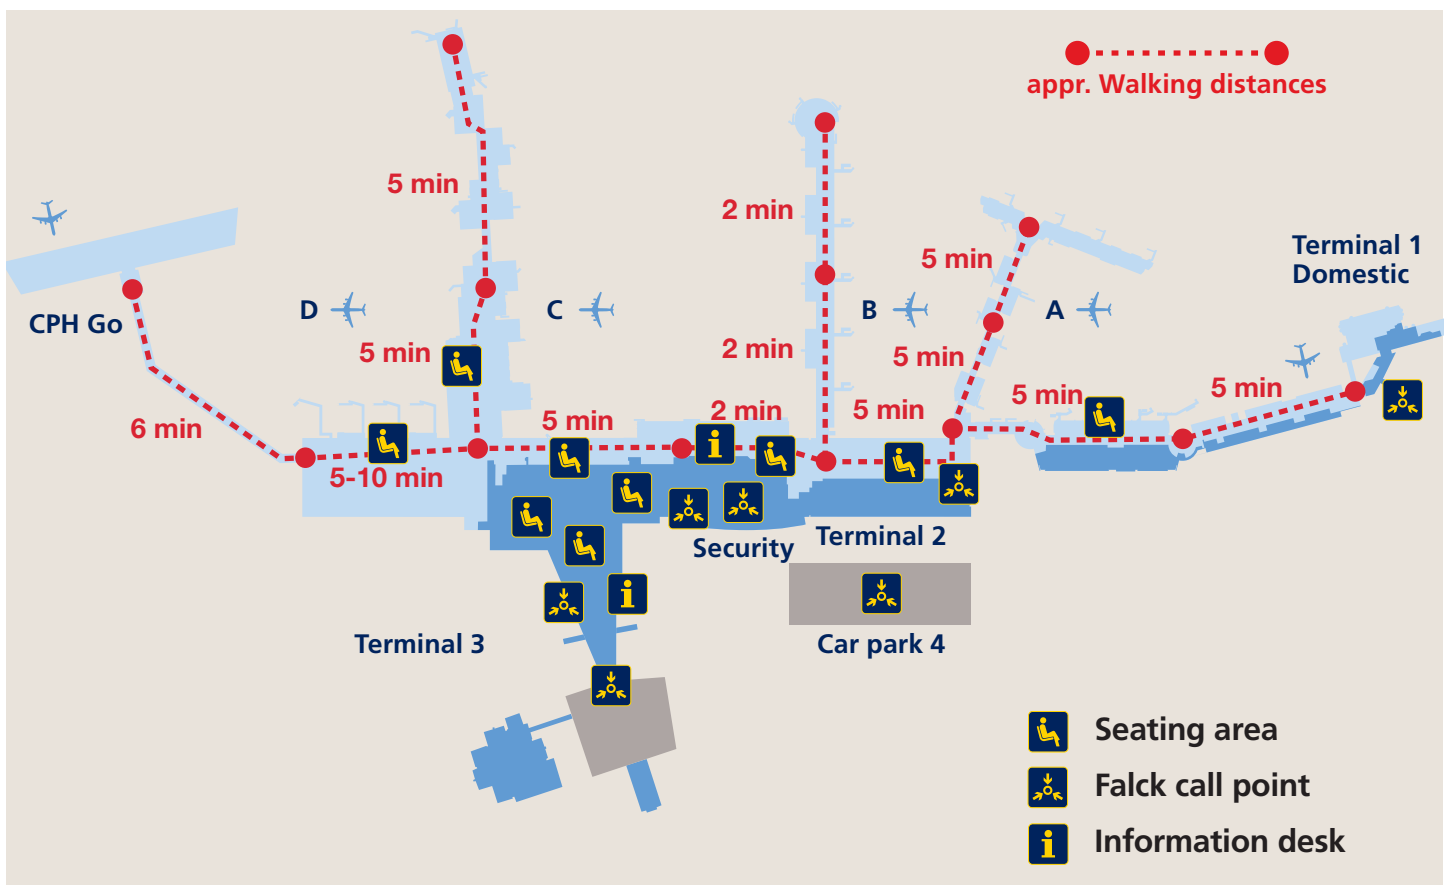 appr. Walking distances
5 min
2 min
5 min
Terminal 1
Domestic
D
C
B
A
CPH Go
5 min
2 min
5 min
5 min
5 min
6 min
5 min
2 min
5 min
5-10 min
Security
Terminal 2
Terminal 3
Car park 4
Seating area
Falck call point
Information desk